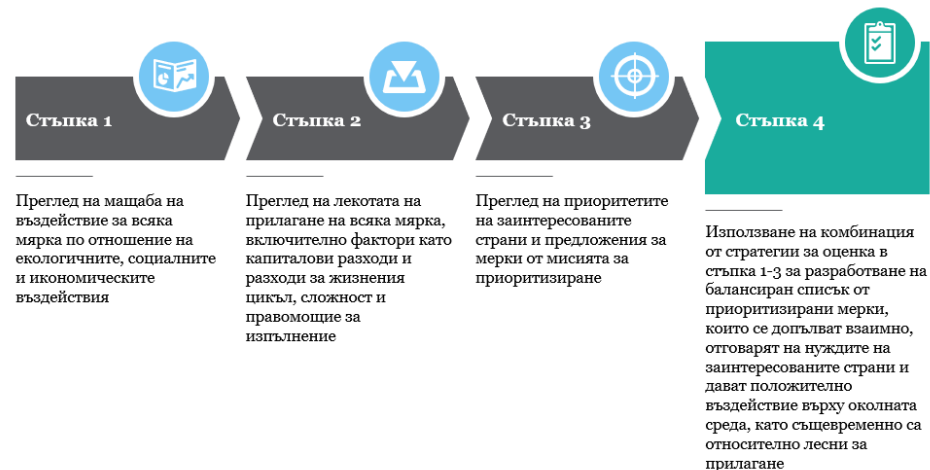 Стъпка 1
Преглед на мащаба на
въздействие за всяка
мярка по отношение на
екологичните, социалните
и икономическите
въздействия
Стъпка 2
Преглед на лекотата на
прилагане на всяка мярка,
включително фактори като
капиталови разходи и
разходи за жизнения
цикъл, сложност и
правомощие за
изпълнение
Стъпка 3
Преглед на приоритетите
на заинтересованите
страни и предложения за
мерки от мисията за
приоритизиране
Стъпка 4
Използване на комбинация
от стратегии за оценка в
стъпка 1-3 за разработване на
балансиран списък от
приоритизирани мерки,
които се допълват взаимно,
отговарят на нуждите на
заинтересованите страни и
дават положително
въздействие върху околната
среда, като същевременно са
относително лесни за
прилагане